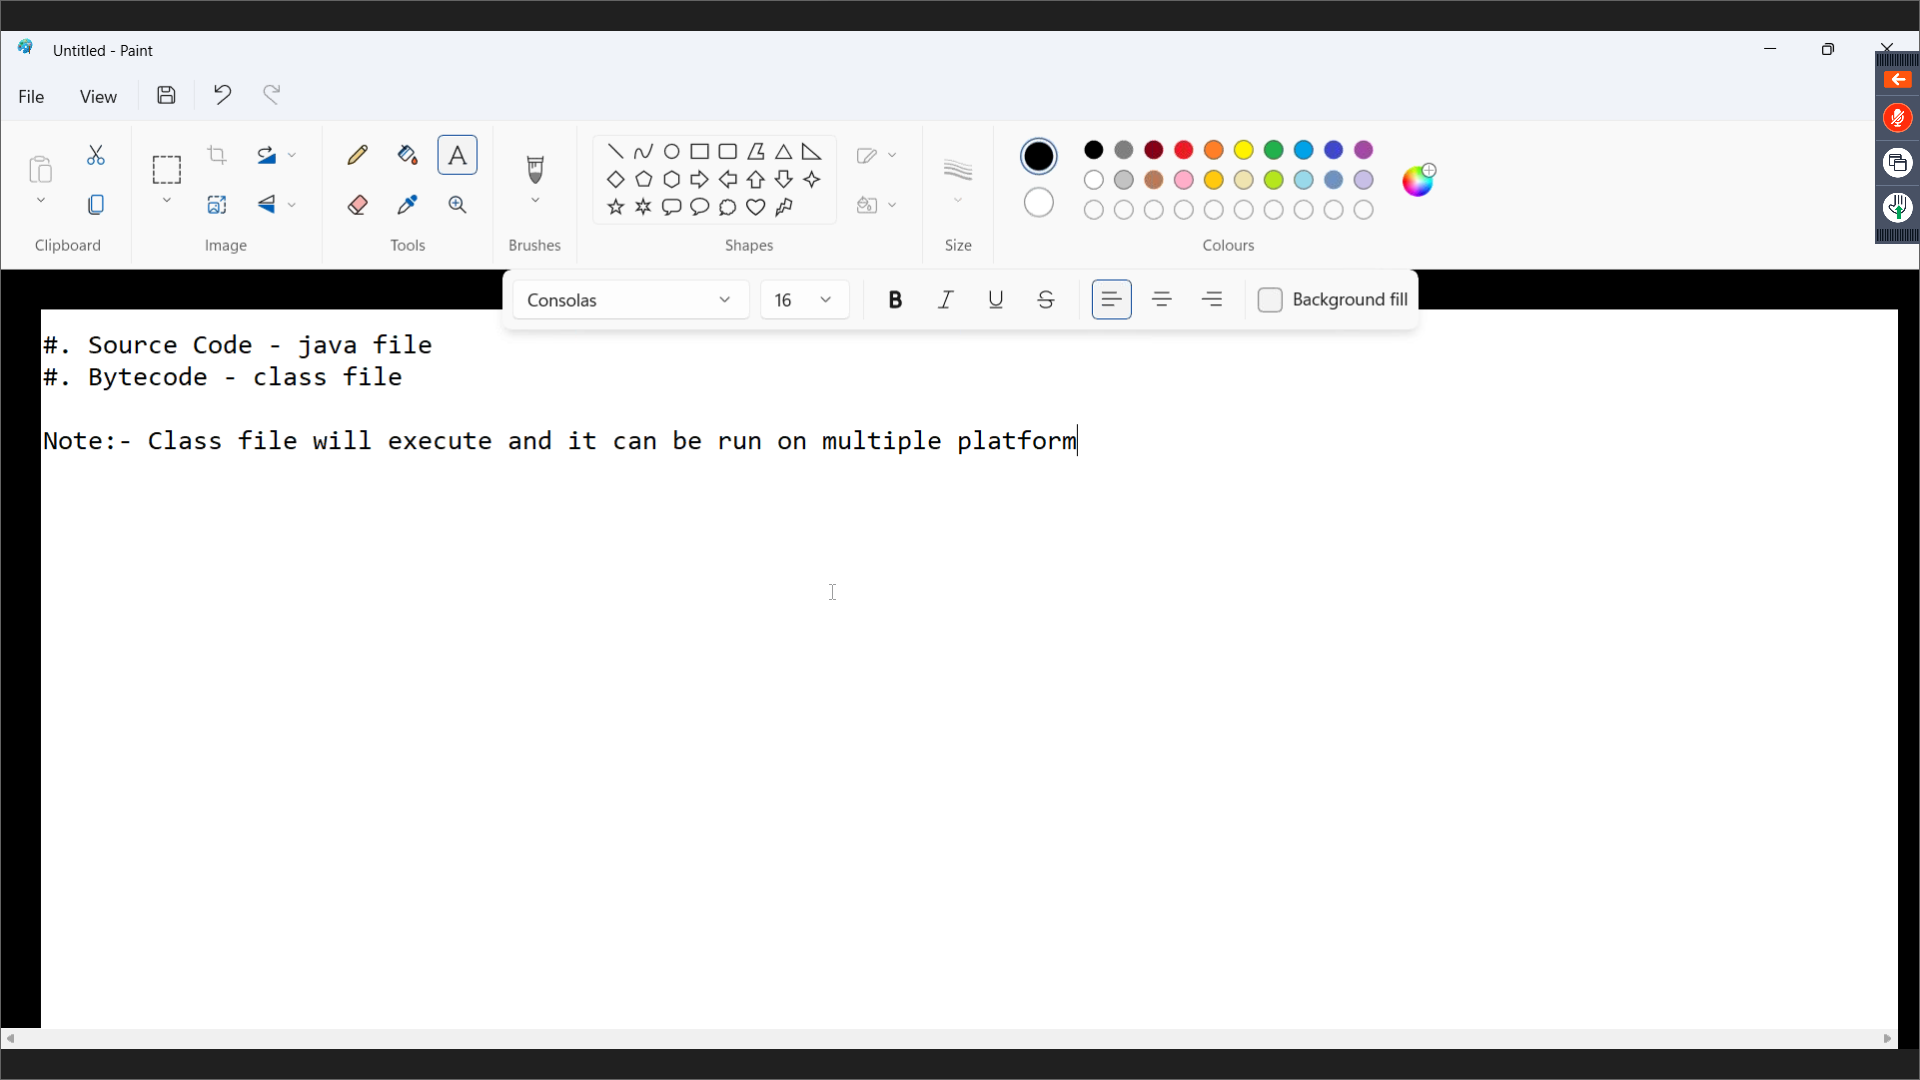 Untitled - Paint
File
View
Clipboard
Image
Tools
Brushes
Shapes
Size
Colours
Consolas
16
B
I
U
S
Background fill
#. Source Code - java file
#. Bytecode - class file
Note:- Class file will execute and it can be run on multiple platform